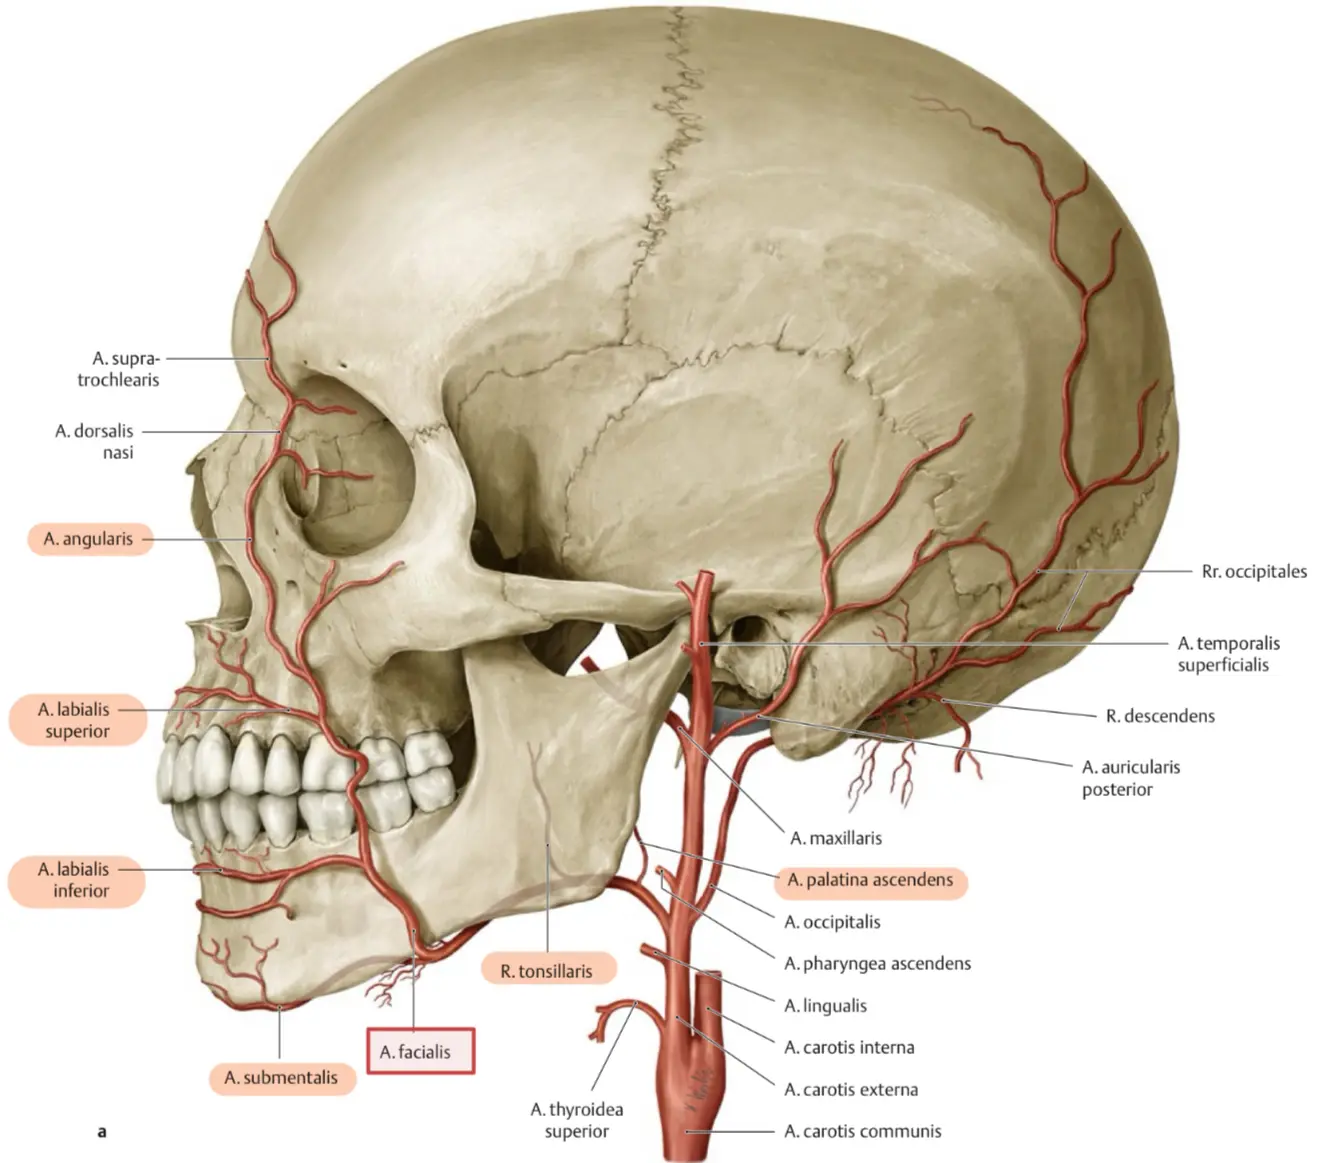 A. supra-
trochlearis
A. dorsalis
nasi
A. angularis
A. labialis
superior
A. labialis
inferior
A. submentalis
A. facialis
R. tonsillaris
A. thyroidea
superior
Rr. occipitales
A. temporalis
superficialis
R. descendens
A. auricularis
posterior
A. maxillaris
A. palatina ascendens
A. occipitalis
A. pharyngea ascendens
A. lingualis
A. carotis interna
A. carotis externa
A. carotis communis
a